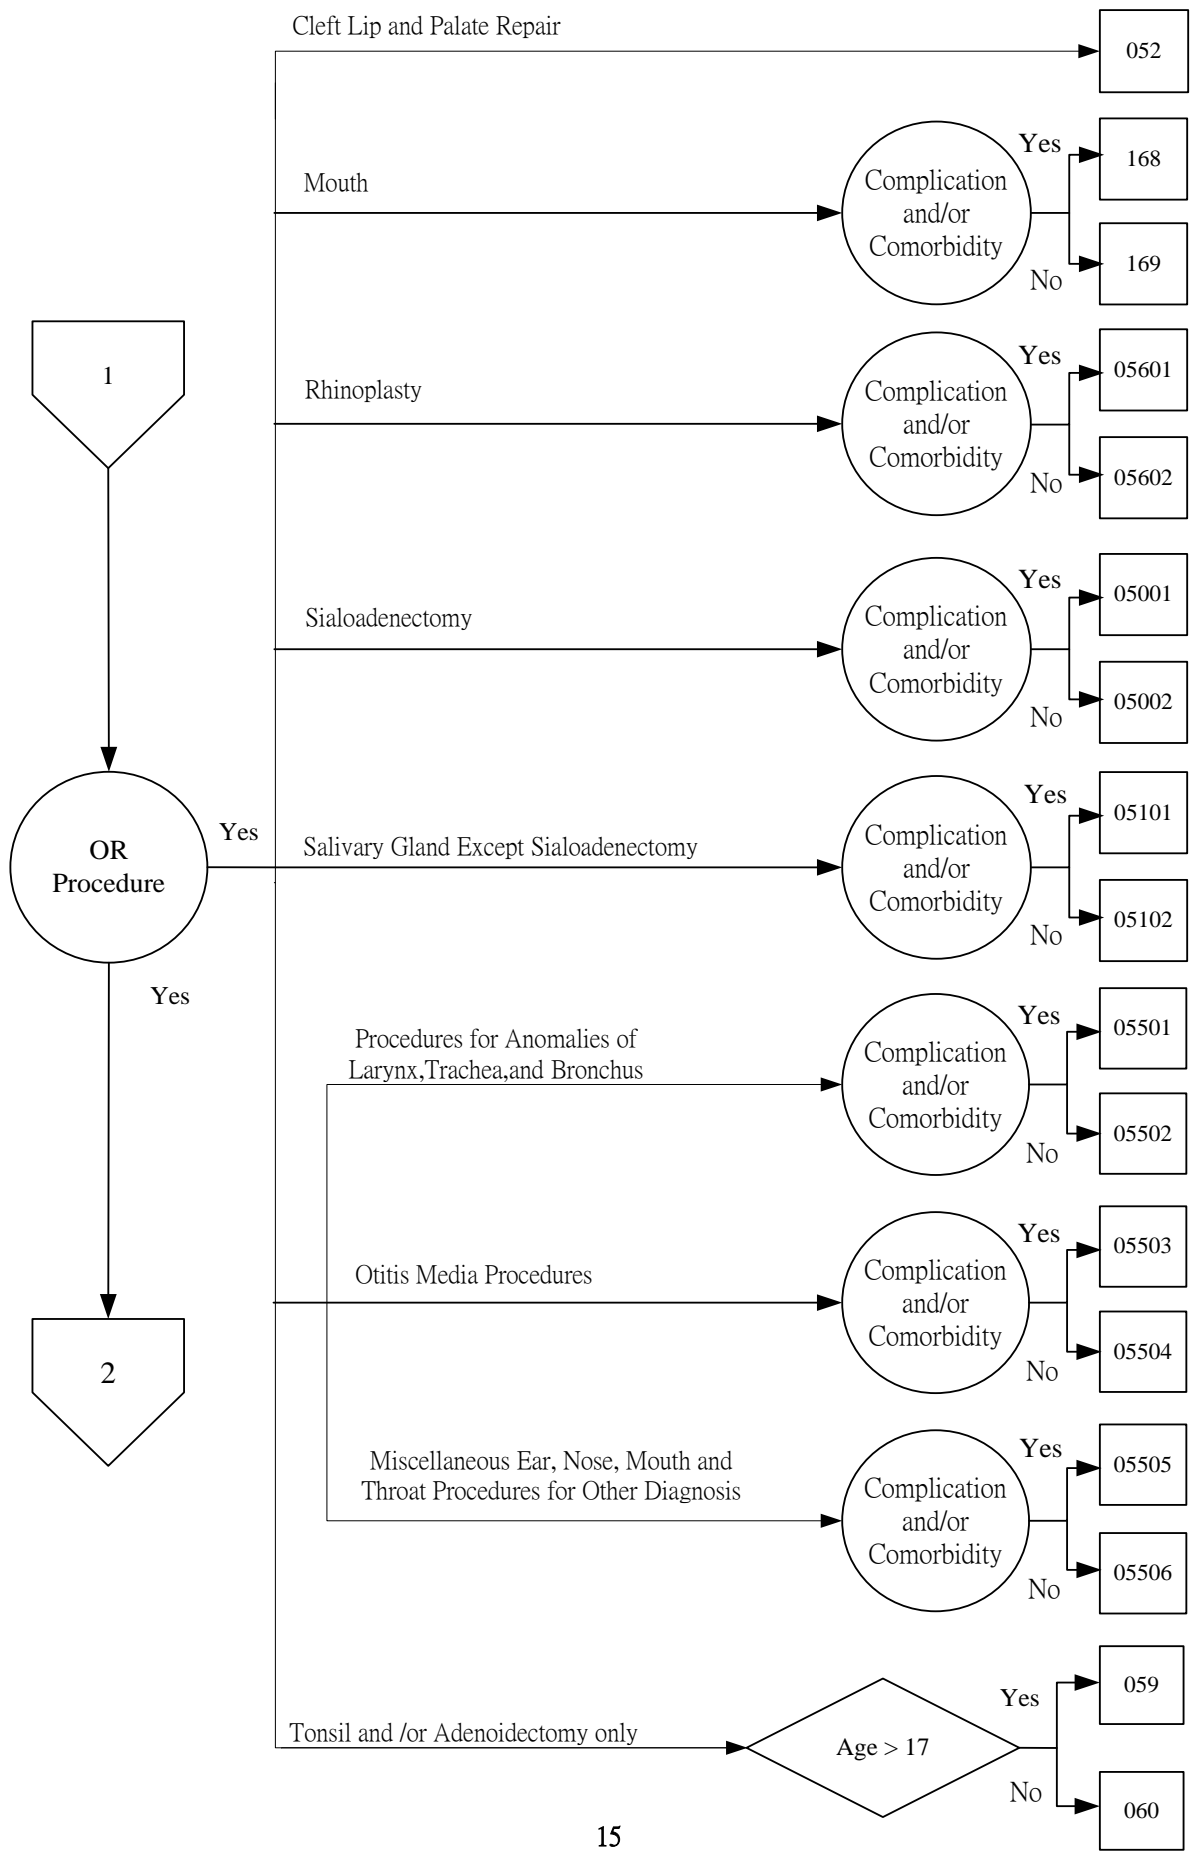 Cleft Lip and Palate Repair
052
Mouth
Complication
and/or
Comorbidity
Yes
168
No
169
1
Rhinoplasty
Complication
and/or
Comorbidity
Yes
05601
No
05602
Sialoadenectomy
Complication
and/or
Comorbidity
Yes
05001
No
05002
OR
Procedure
Yes
Salivary Gland Except Sialoadenectomy
Complication
and/or
Comorbidity
Yes
05101
No
05102
Yes
Procedures for Anomalies of
Larynx,Trachea,and Bronchus
Complication
and/or
Comorbidity
Yes
05501
No
05502
Otitis Media Procedures
Complication
and/or
Comorbidity
Yes
05503
No
05504
2
Miscellaneous Ear, Nose, Mouth and
Throat Procedures for Other Diagnosis
Complication
and/or
Comorbidity
Yes
05505
No
05506
Tonsil and /or Adenoidectomy only
Age > 17
Yes
059
No
060
15